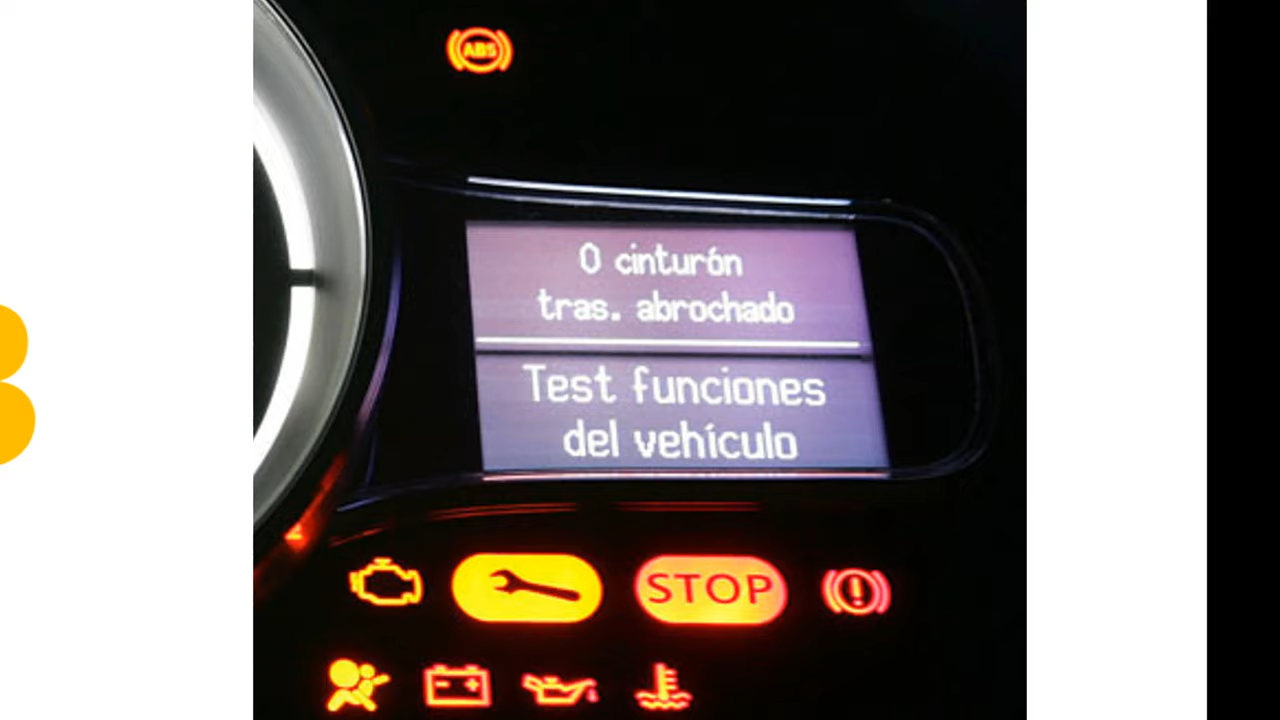 ABS
0 cinturón
tras. abrochado
Test funciones
del vehículo
STOP